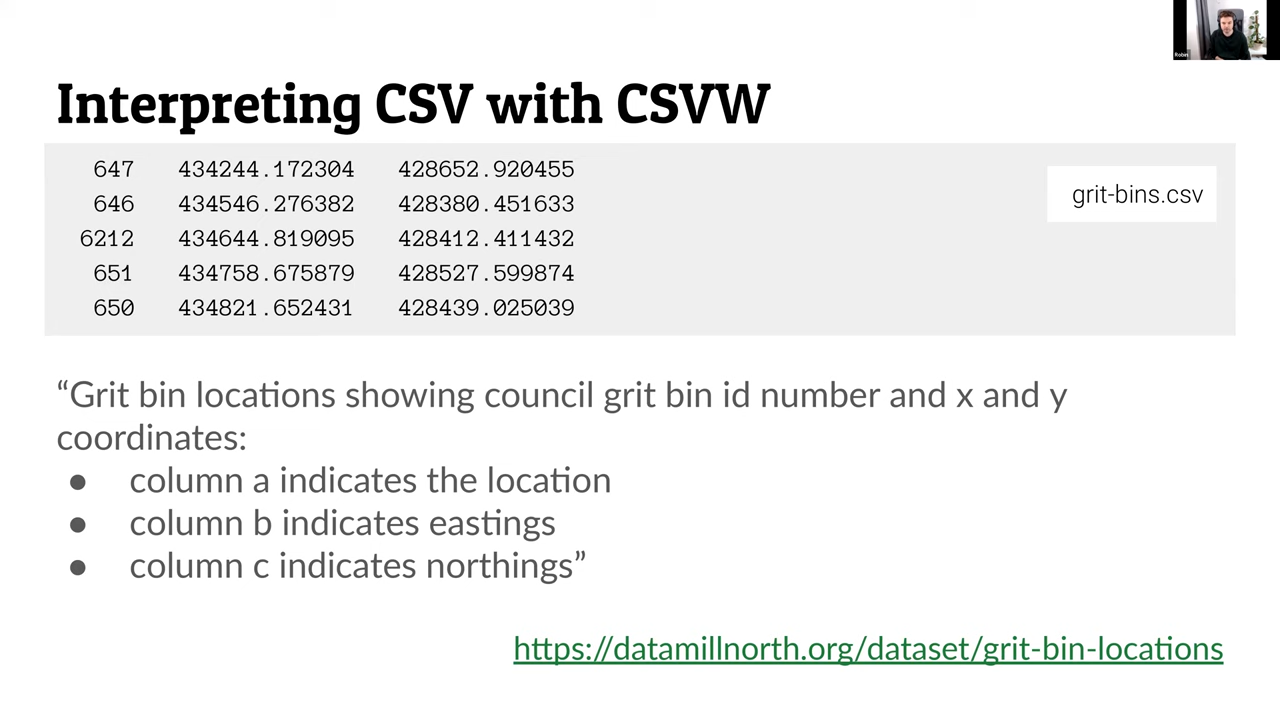 Robin
Interpreting CSV with CSVW
647 434244.172304 428652.920455
grit-bins.csv
646 434546.276382 428380.451633
6212 434644.819095 428412.411432
651 434758.675879 428527.599874
650 434821.652431 428439.025039
“Grit bin locations showing council grit bin id number and x and y
coordinates:
● column a indicates the location
● column b indicates eastings
● column c indicates northings”
https://datamillnorth.org/dataset/grit-bin-locations